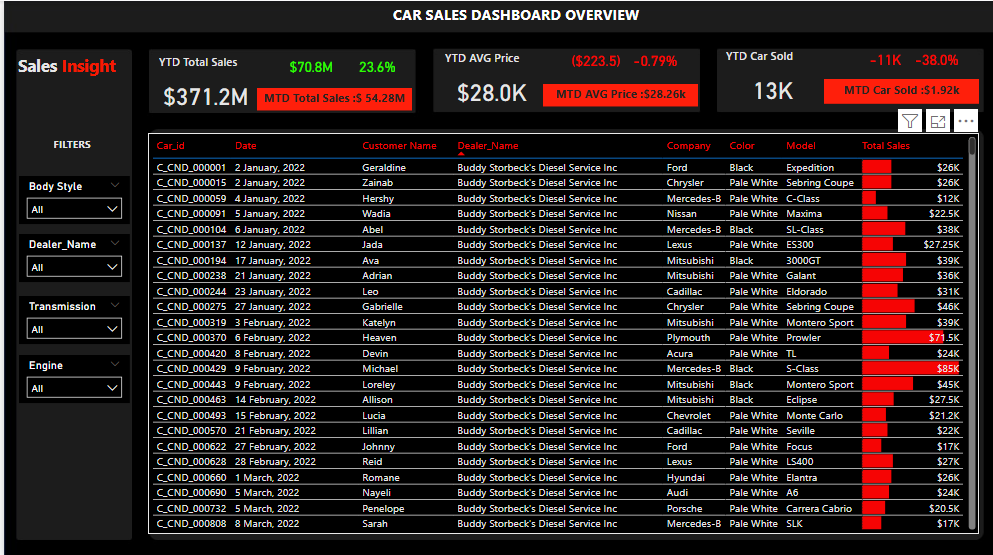 CAR SALES DASHBOARD OVERVIEW
Sales Insight
YTD Total Sales $70.8M 23.6%
$371.2M MTD Total Sales :$ 54.28M
YTD AVG Price ($223.5) -0.79%
$28.0K MTD AVG Price :$28.26k
YTD Car Sold -11K -38.0%
13K MTD Car Sold :$1.92k
FILTERS
Body Style
All
Dealer_Name
All
Transmission
All
Engine
All
Car_id Date Customer Name Dealer_Name Company Color Model Total Sales
C_CND_000001 2 January, 2022 Geraldine Buddy Storbeck's Diesel Service Inc Ford Black Expedition $26K
C_CND_000015 2 January, 2022 Zainab Buddy Storbeck's Diesel Service Inc Chrysler Pale White Sebring Coupe $26K
C_CND_000059 4 January, 2022 Hershy Buddy Storbeck's Diesel Service Inc Mercedes-B Pale White C-Class $12K
C_CND_000091 5 January, 2022 Wadia Buddy Storbeck's Diesel Service Inc Nissan Pale White Maxima $22.5K
C_CND_000104 6 January, 2022 Abel Buddy Storbeck's Diesel Service Inc Mercedes-B Black SL-Class $38K
C_CND_000137 12 January, 2022 Jada Buddy Storbeck's Diesel Service Inc Lexus Pale White ES300 $27.25K
C_CND_000194 17 January, 2022 Ava Buddy Storbeck's Diesel Service Inc Mitsubishi Black 3000GT $39K
C_CND_000238 21 January, 2022 Adrian Buddy Storbeck's Diesel Service Inc Mitsubishi Pale White Galant $36K
C_CND_000244 23 January, 2022 Leo Buddy Storbeck's Diesel Service Inc Cadillac Pale White Eldorado $31K
C_CND_000275 27 January, 2022 Gabrielle Buddy Storbeck's Diesel Service Inc Chrysler Pale White Sebring Coupe $46K
C_CND_000319 3 February, 2022 Katelyn Buddy Storbeck's Diesel Service Inc Mitsubishi Pale White Montero Sport $39K
C_CND_000370 6 February, 2022 Heaven Buddy Storbeck's Diesel Service Inc Plymouth Pale White Prowler $71.5K
C_CND_000420 8 February, 2022 Devin Buddy Storbeck's Diesel Service Inc Acura Pale White TL $24K
C_CND_000429 9 February, 2022 Michael Buddy Storbeck's Diesel Service Inc Mercedes-B Black S-Class $85K
C_CND_000443 9 February, 2022 Loreley Buddy Storbeck's Diesel Service Inc Mitsubishi Black Montero Sport $45K
C_CND_000463 14 February, 2022 Allison Buddy Storbeck's Diesel Service Inc Mitsubishi Black Eclipse $27.5K
C_CND_000493 15 February, 2022 Lucia Buddy Storbeck's Diesel Service Inc Chevrolet Pale White Monte Carlo $21.2K
C_CND_000570 21 February, 2022 Lillian Buddy Storbeck's Diesel Service Inc Cadillac Pale White Seville $22K
C_CND_000622 27 February, 2022 Johnny Buddy Storbeck's Diesel Service Inc Ford Pale White Focus $17K
C_CND_000628 28 February, 2022 Reid Buddy Storbeck's Diesel Service Inc Lexus Pale White LS400 $27K
C_CND_000660 1 March, 2022 Romane Buddy Storbeck's Diesel Service Inc Hyundai Pale White Elantra $26K
C_CND_000690 5 March, 2022 Nayeli Buddy Storbeck's Diesel Service Inc Audi Pale White A6 $24K
C_CND_000732 5 March, 2022 Penelope Buddy Storbeck's Diesel Service Inc Porsche Pale White Carrera Cabrio $20.5K
C_CND_000808 8 March, 2022 Sarah Buddy Storbeck's Diesel Service Inc Mercedes-B Pale White SLK $17K